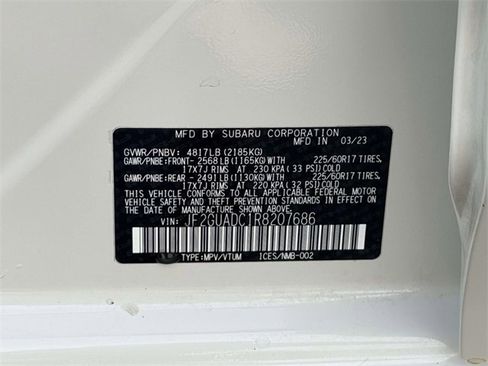 MFD BY SUBARU CORPORATION
GVWR/PNBV: 4817LB(2185KG) MFD IN 03/23
GAWR/PNBE:FRONT- 2568LB(1165KG)WITH 225/60R17 TIRES,
17x7J RIMS AT 230 KPA( 33 PSI)COLD
GAWR/PNBE:REAR - 2491LB(1130KG)WITH 225/60R17 TIRES,
17x7J RIMS AT 220 KPA( 32 PSI)COLD
THIS VEHICLE CONFORMS TO ALL APPLICABLE FEDERAL MOTOR
VEHICLE SAFETY, BUMPER, AND THEFT PREVENTION STANDARDS IN
EFFECT ON THE DATE OF MANUFACTURE SHOWN ABOVE.
VIN: JF2GUADC1R8207686
TYPE:MPV/VTUM ICES/NMB-002